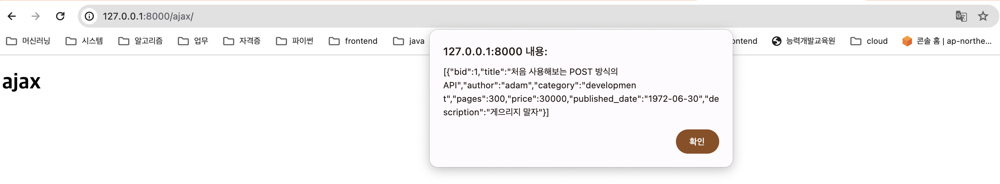 127.0.0.1:8000/ajax/
머신러닝 시스템 알고리즘 업무 자격증 파이썬 frontend java ontend 능력개발교육원 cloud 콘솔 홈 | ap-northe...
127.0.0.1:8000 내용:
[{"bid":1,"title":"처음 사용해보는 POST 방식의
API","author":"adam","category":"developmen
t","pages":300,"price":30000,"published_date":"1972-06-30","de
scription":"게으리지 말자"}]
확인
ajax